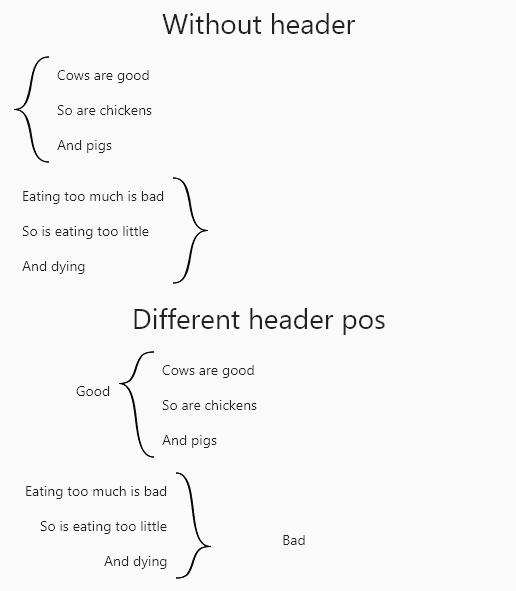 Without header
Cows are good
So are chickens
And pigs
Eating too much is bad
So is eating too little
And dying
Different header pos
Cows are good
Good
So are chickens
And pigs
Eating too much is bad
So is eating too little
Bad
And dying